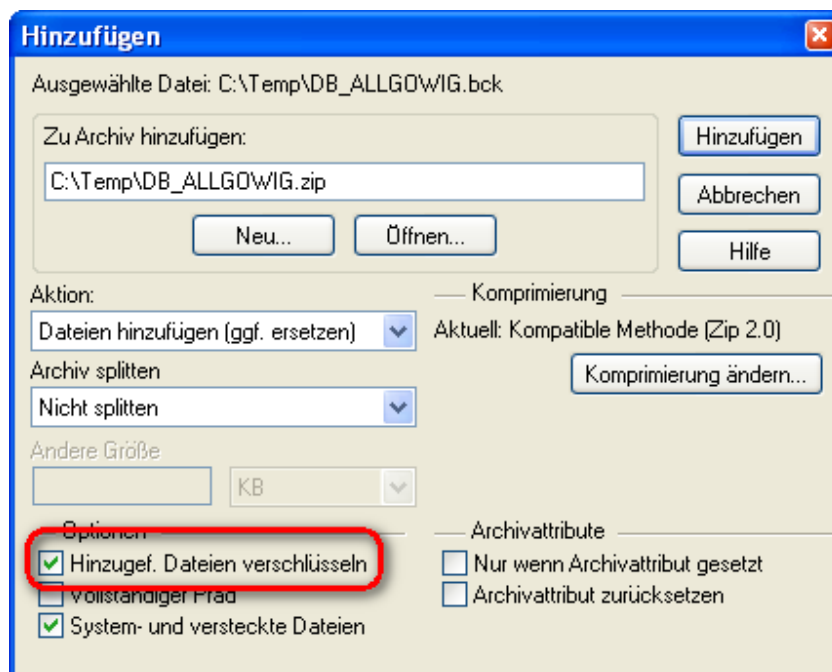 Hinzufügen
Ausgewählte Datei: C:\Temp\DB_ALLGOWIG.bck
Zu Archiv hinzufügen:
C:\Temp\DB_ALLGOWIG.zip
Neu...
Öffnen...
Hinzufügen
Abbrechen
Hilfe
Aktion:
Dateien hinzufügen (ggf. ersetzen)
Archiv splitten
Nicht splitten
Andere Größe
KB
Komprimierung
Aktuell: Kompatible Methode (Zip 2.0)
Komprimierung ändern...
Optionen
Hinzugef. Dateien verschlüsseln
Vollständiger Pfad
System- und versteckte Dateien
Archivattribute
Nur wenn Archivattribut gesetzt
Archivattribut zurücksetzen